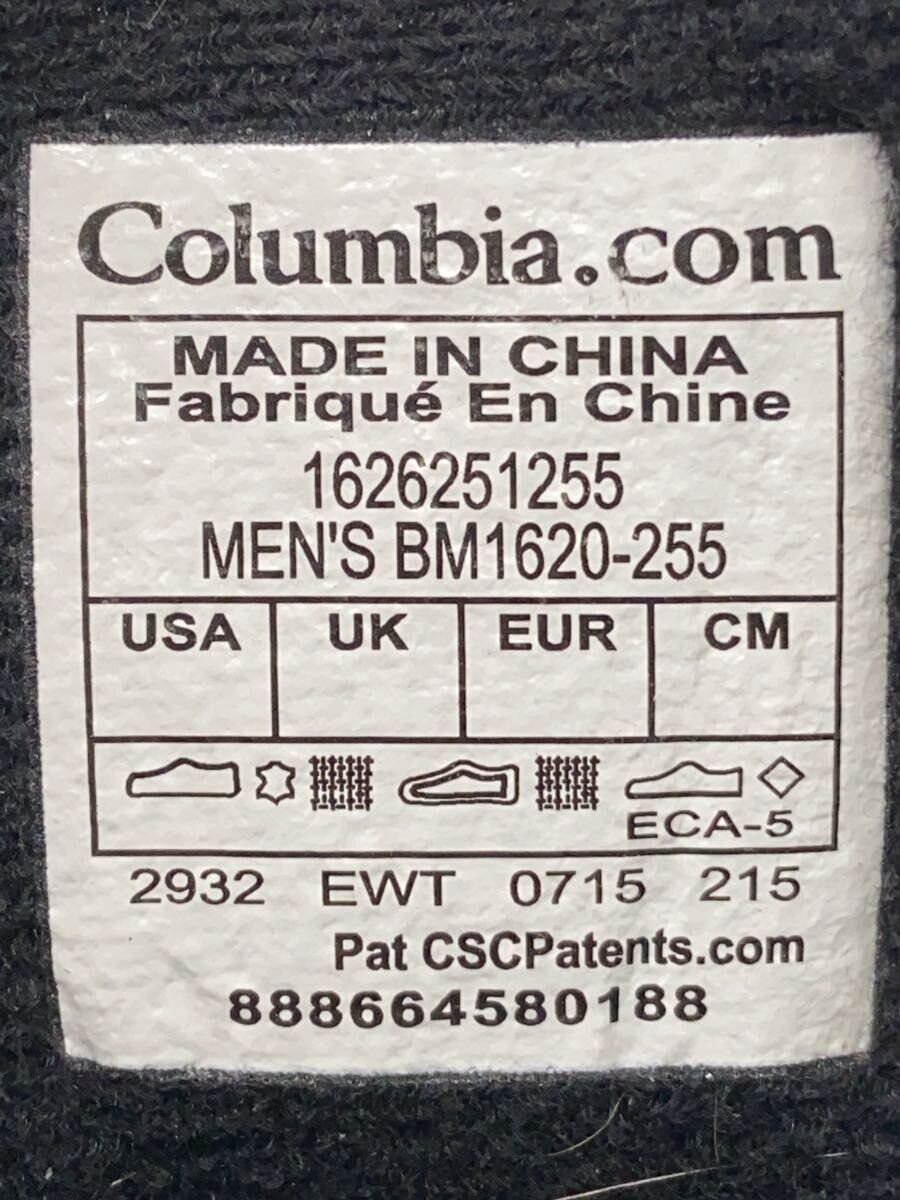 Columbia.com
MADE IN CHINA
Fabriqué En Chine
1626251255
MEN'S BM1620-255
USA UK EUR CM
ECA-5
2932 EWT 0715 215
Pat CSCPatents.com
888664580188